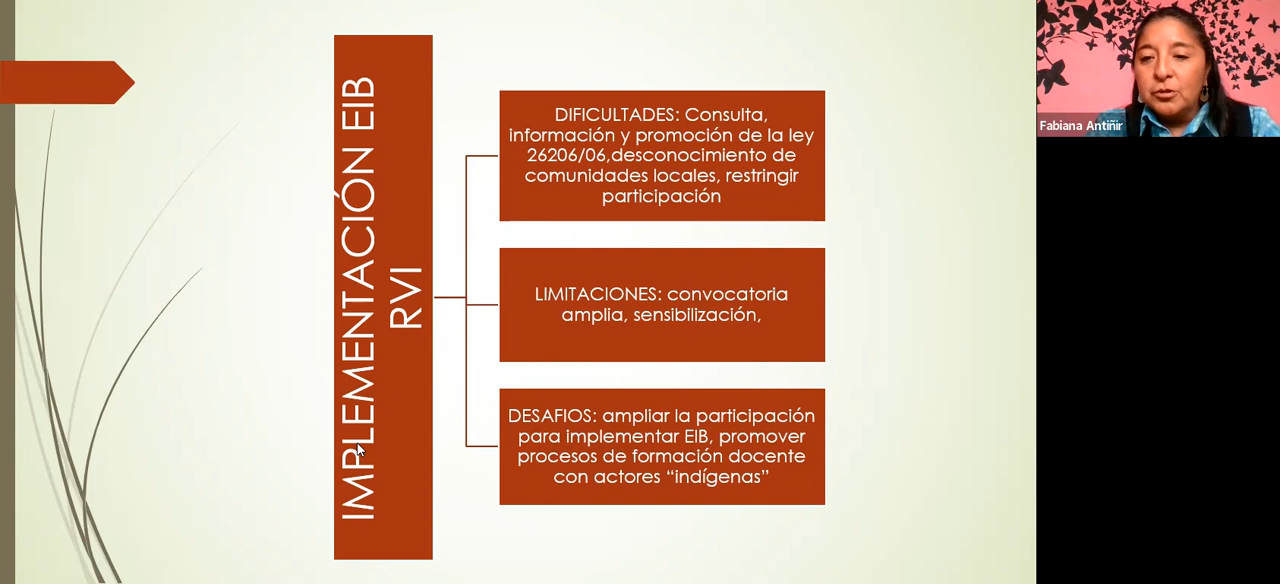 IMPLEMENTACIÓN EIB
RVI
DIFICULTADES: Consulta,
información y promoción de la ley
26206/06,desconocimiento de
comunidades locales, restringir
participación
LIMITACIONES: convocatoria
amplia, sensibilización,
DESAFIOS: ampliar la participación
para implementar EIB, promover
procesos de formación docente
con actores “indígenas”
Fabiana Antiñir